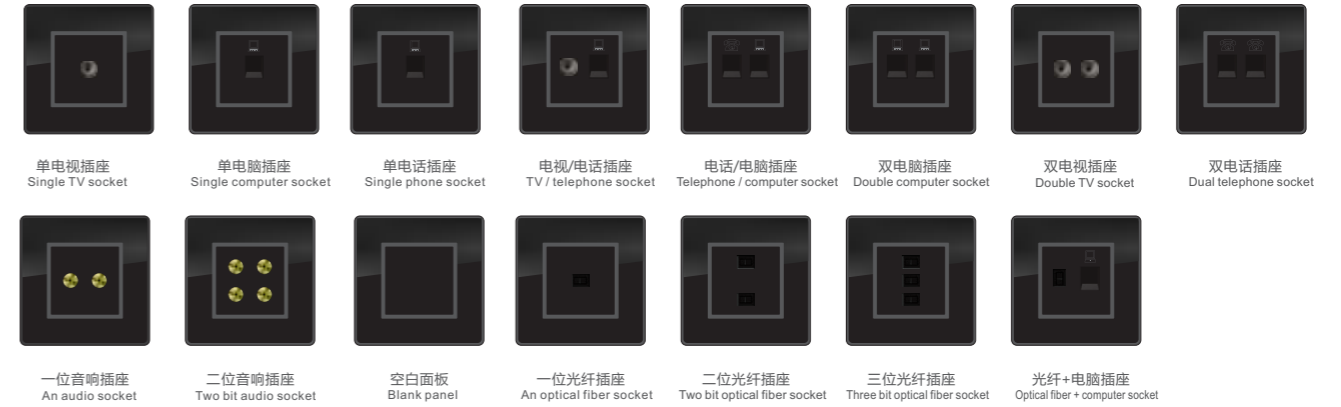 单电视插座
Single TV socket
单电脑插座
Single computer socket
单电话插座
Single phone socket
电视/电话插座
TV / telephone socket
电话/电脑插座
Telephone / computer socket
双电脑插座
Double computer socket
双电视插座
Double TV socket
双电话插座
Dual telephone socket
一位音响插座
An audio socket
二位音响插座
Two bit audio socket
空白面板
Blank panel
一位光纤插座
An optical fiber socket
二位光纤插座
Two bit optical fiber socket
三位光纤插座
Three bit optical fiber socket
光纤+电脑插座
Optical fiber + computer socket